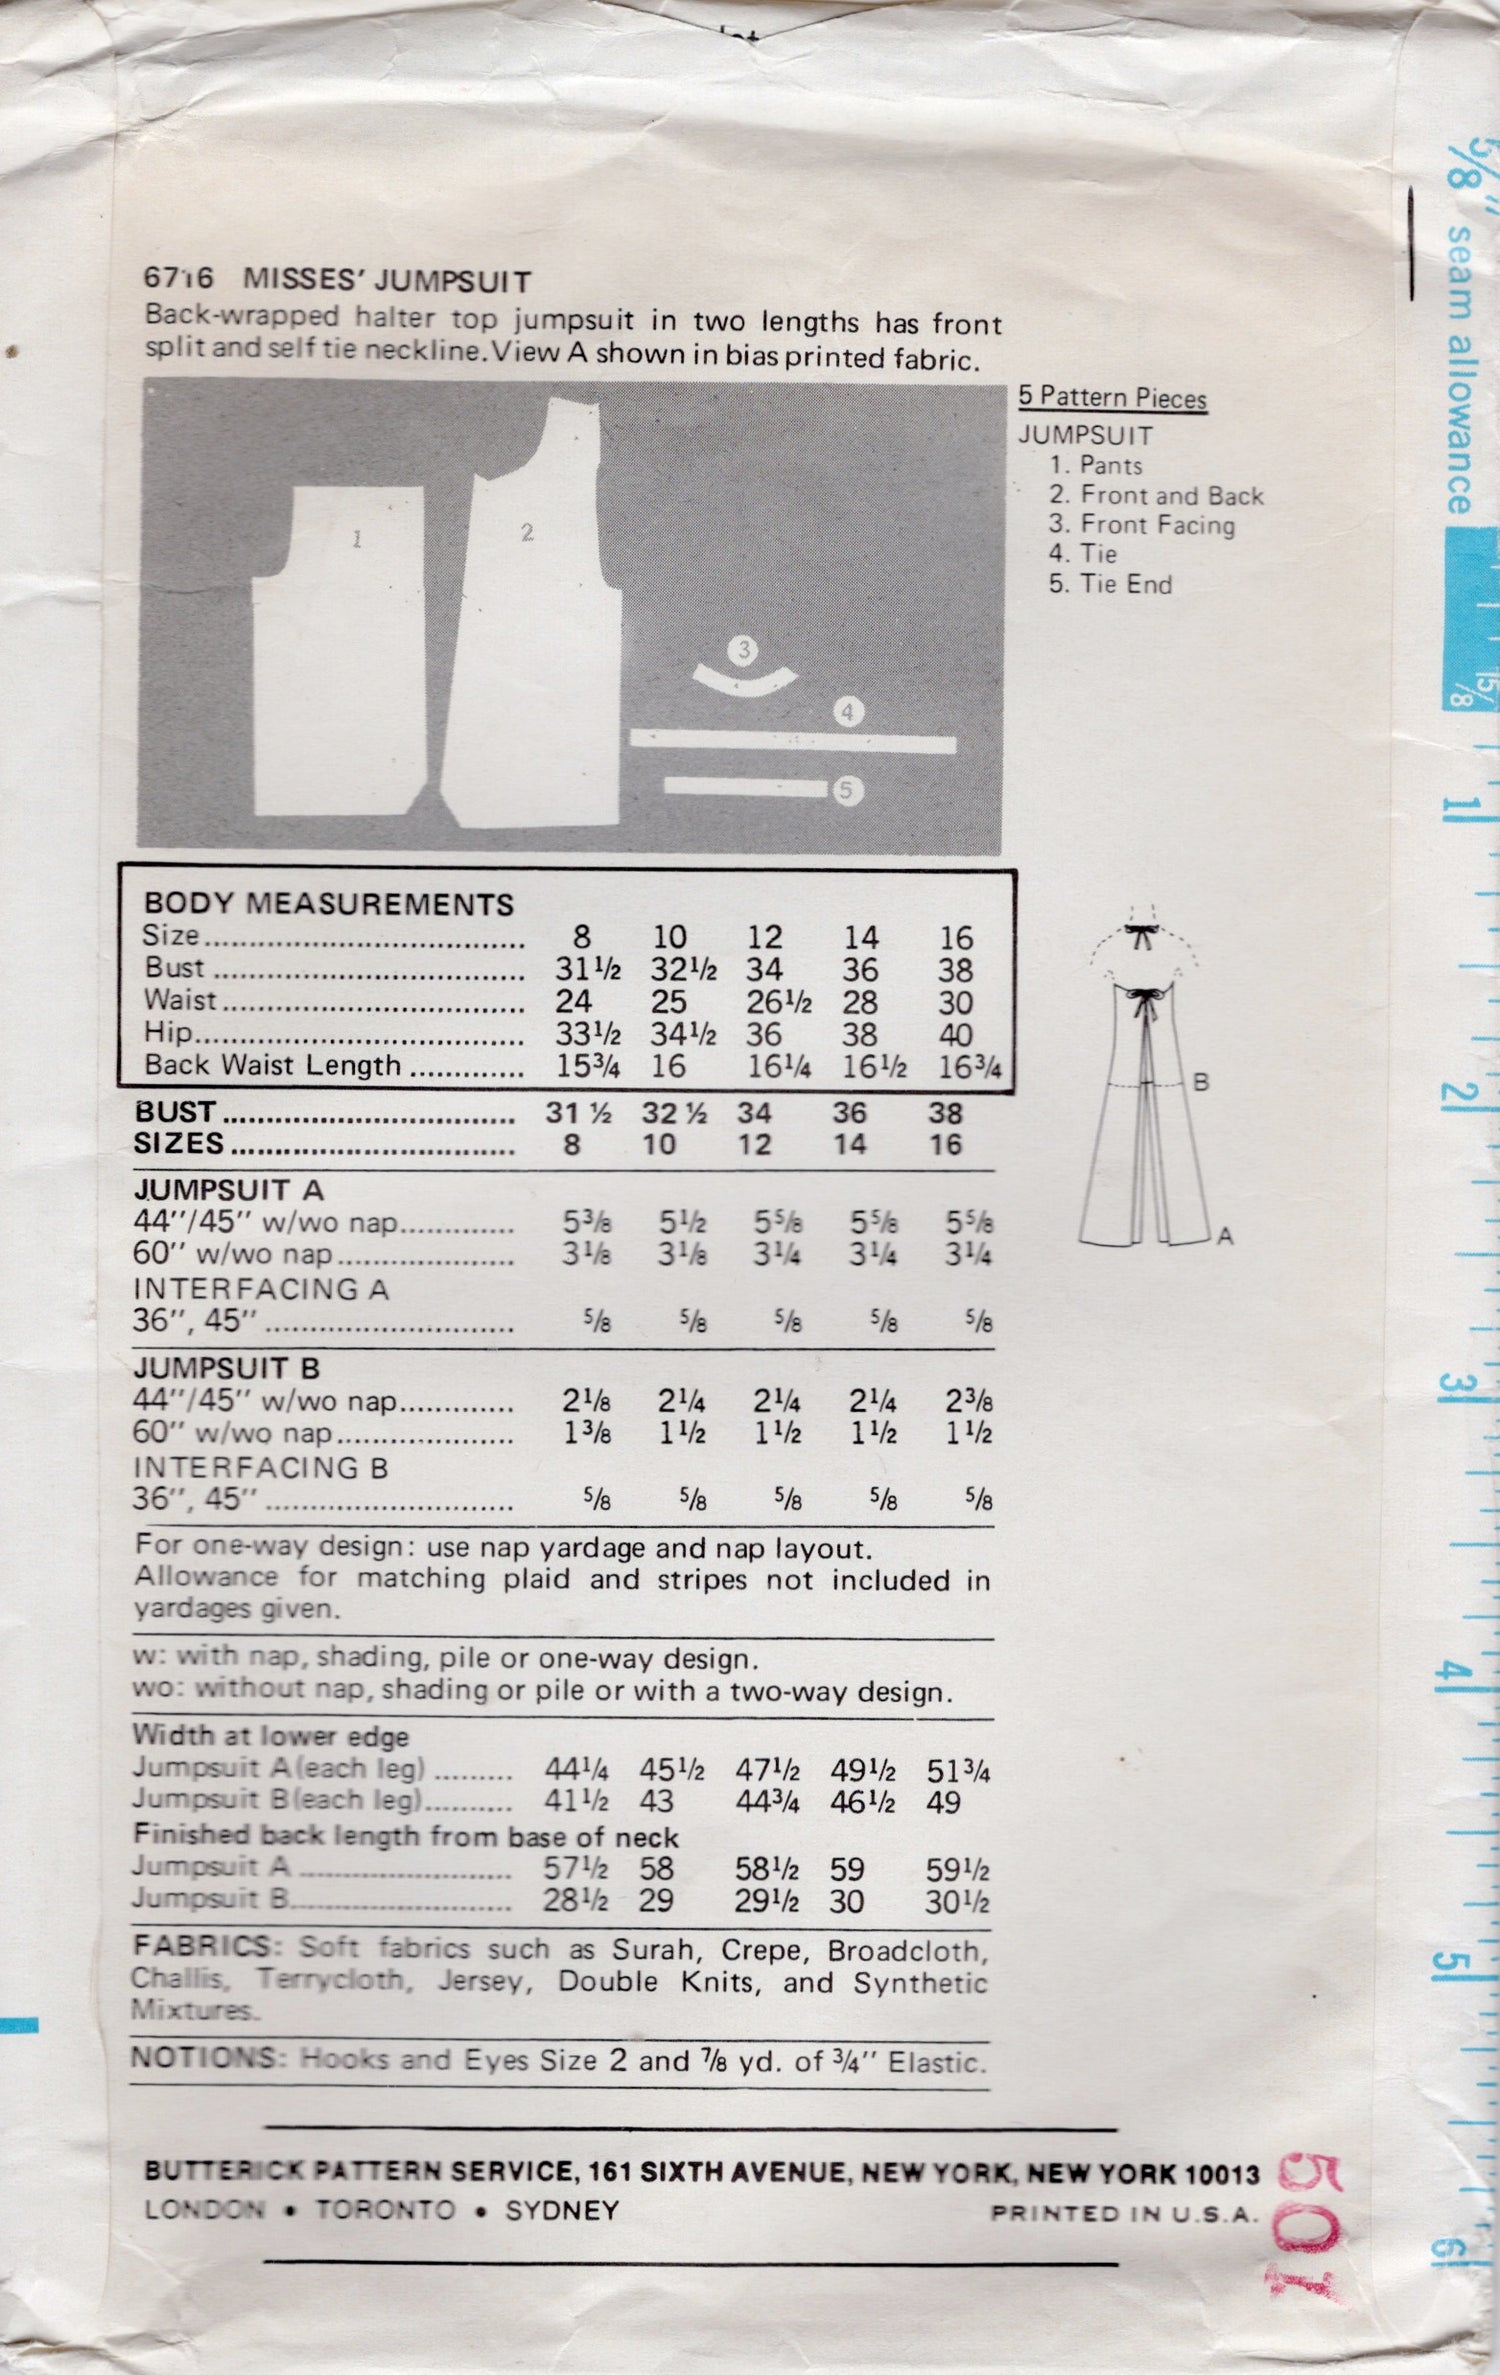 6716 MISSES' JUMPSUIT
Back-wrapped halter top jumpsuit in two lengths has front
split and self tie neckline. View A shown in bias printed fabric.
1
2
3
4
5
5 Pattern Pieces
JUMPSUIT
1. Pants
2. Front and Back
3. Front Facing
4. Tie
5. Tie End
BODY MEASUREMENTS
Size 8 10 12 14 16
Bust 31½ 32½ 34 36 38
Waist 24 25 26½ 28 30
Hip 33½ 34½ 36 38 40
Back Waist Length 15¾ 16 16¼ 16½ 16¾
BUST 31 ½ 32 ½ 34 36 38
SIZES 8 10 12 14 16
JUMPSUIT A
44"/45" w/wo nap 5⅜ 5½ 5⅝ 5⅝ 5⅝
60" w/wo nap 3⅛ 3⅛ 3¼ 3¼ 3¼
INTERFACING A
36", 45" ⅝ ⅝ ⅝ ⅝ ⅝
JUMPSUIT B
44"/45" w/wo nap 2⅛ 2¼ 2¼ 2¼ 2⅜
60" w/wo nap 1⅜ 1½ 1½ 1½ 1½
INTERFACING B
36", 45" ⅝ ⅝ ⅝ ⅝ ⅝
For one-way design: use nap yardage and nap layout.
Allowance for matching plaid and stripes not included in
yardages given.
w: with nap, shading, pile or one-way design.
wo: without nap, shading or pile or with a two-way design.
Width at lower edge
Jumpsuit A (each leg) 44¼ 45½ 47½ 49½ 51¾
Jumpsuit B (each leg) 41½ 43 44¾ 46½ 49
Finished back length from base of neck
Jumpsuit A 57½ 58 58½ 59 59½
Jumpsuit B 28½ 29 29½ 30 30½
FABRICS: Soft fabrics such as Surah, Crepe, Broadcloth,
Challis, Terrycloth, Jersey, Double Knits, and Synthetic
Mixtures.
NOTIONS: Hooks and Eyes Size 2 and ⅞ yd. of ¾" Elastic.
B
A
BUTTERICK PATTERN SERVICE, 161 SIXTH AVENUE, NEW YORK, NEW YORK 10013
LONDON • TORONTO • SYDNEY PRINTED IN U.S.A.
105
5/8" seam allowance
15/8
1
2
3
4
5
6